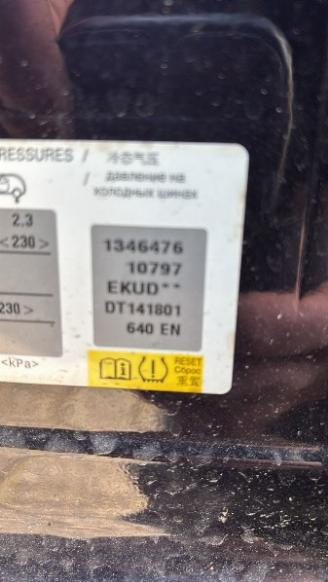 RESSURES / 冷态气压
/ давление на
холодных шинах
2.3
<230>
230>
<kPa>
1346476
10797
EKUD**
DT141801
640 EN
RESET
Сброс
重置